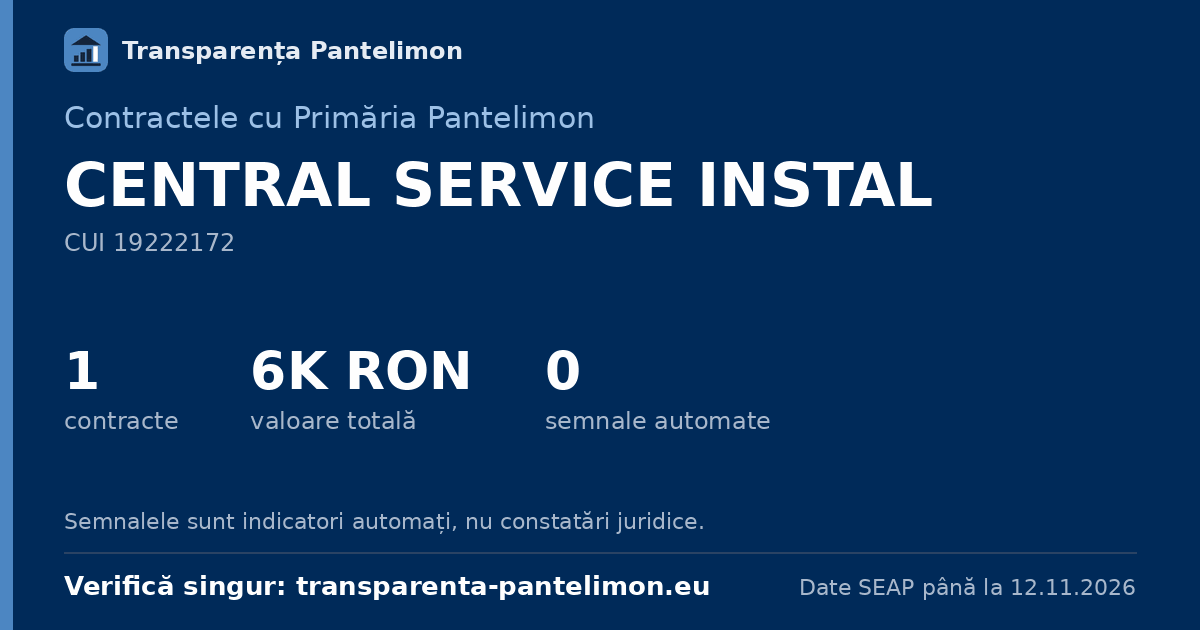 Transparența Pantelimon
Contractele cu Primăria Pantelimon
CENTRAL SERVICE INSTAL
CUI 19222172
1
contracte
6K RON
valoare totală
0
semnale automate
Semnalele sunt indicatori automați, nu constatări juridice.
Verifică singur: transparenta-pantelimon.eu
Date SEAP până la 12.11.2026